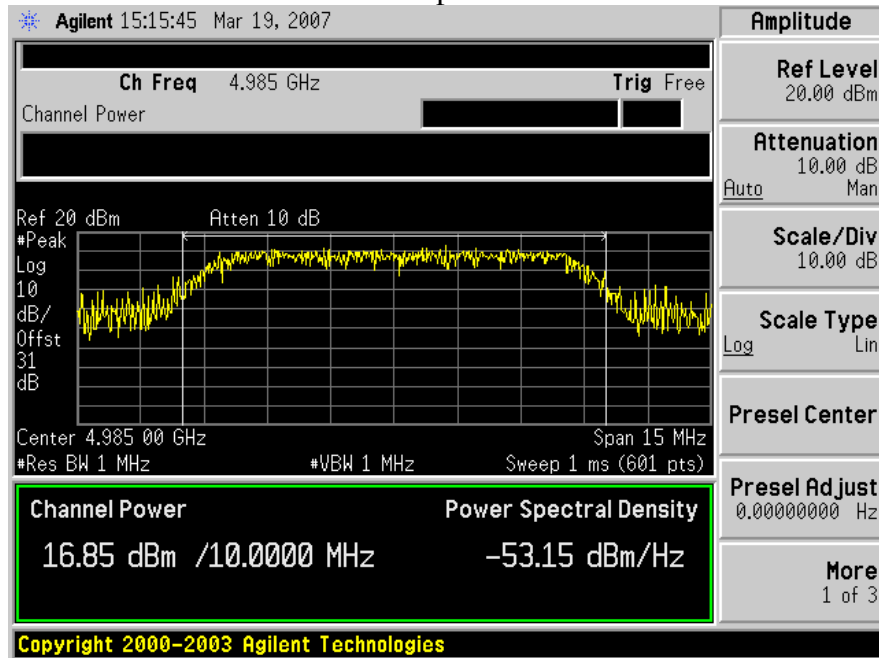 Agilent 15:15:45 Mar 19, 2007
Amplitude
Ch Freq 4.985 GHz Trig Free
Channel Power
Ref Level
20.00 dBm
Attenuation
10.00 dB
Auto Man
Scale/Div
10.00 dB
Scale Type
Log Lin
Presel Center
Presel Adjust
0.00000000 Hz
More
1 of 3
Ref 20 dBm Atten 10 dB
#Peak
Log
10
dB/
Offst
31
dB
Center 4.985 00 GHz Span 15 MHz
#Res BW 1 MHz #VBW 1 MHz Sweep 1 ms (601 pts)
Channel Power Power Spectral Density
16.85 dBm /10.0000 MHz -53.15 dBm/Hz
Copyright 2000-2003 Agilent Technologies